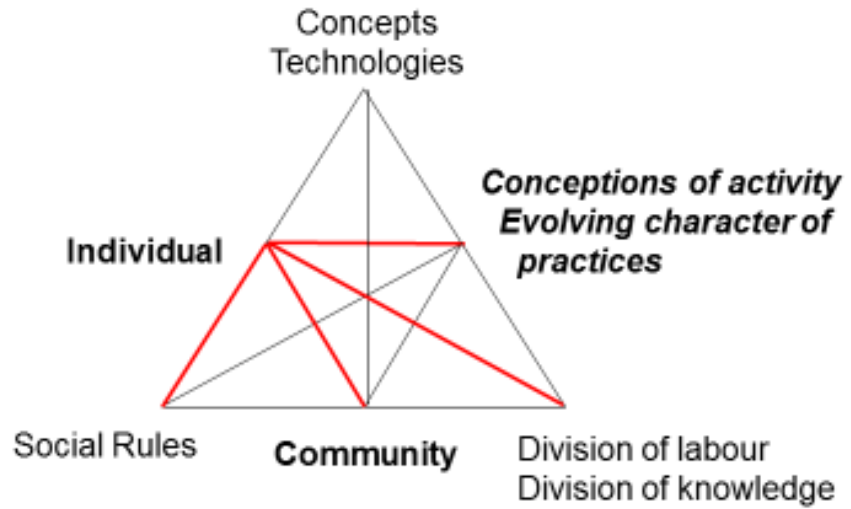 Concepts
Technologies
Conceptions of activity
Evolving character of
practices
Individual
Social Rules
Community
Division of labour
Division of knowledge